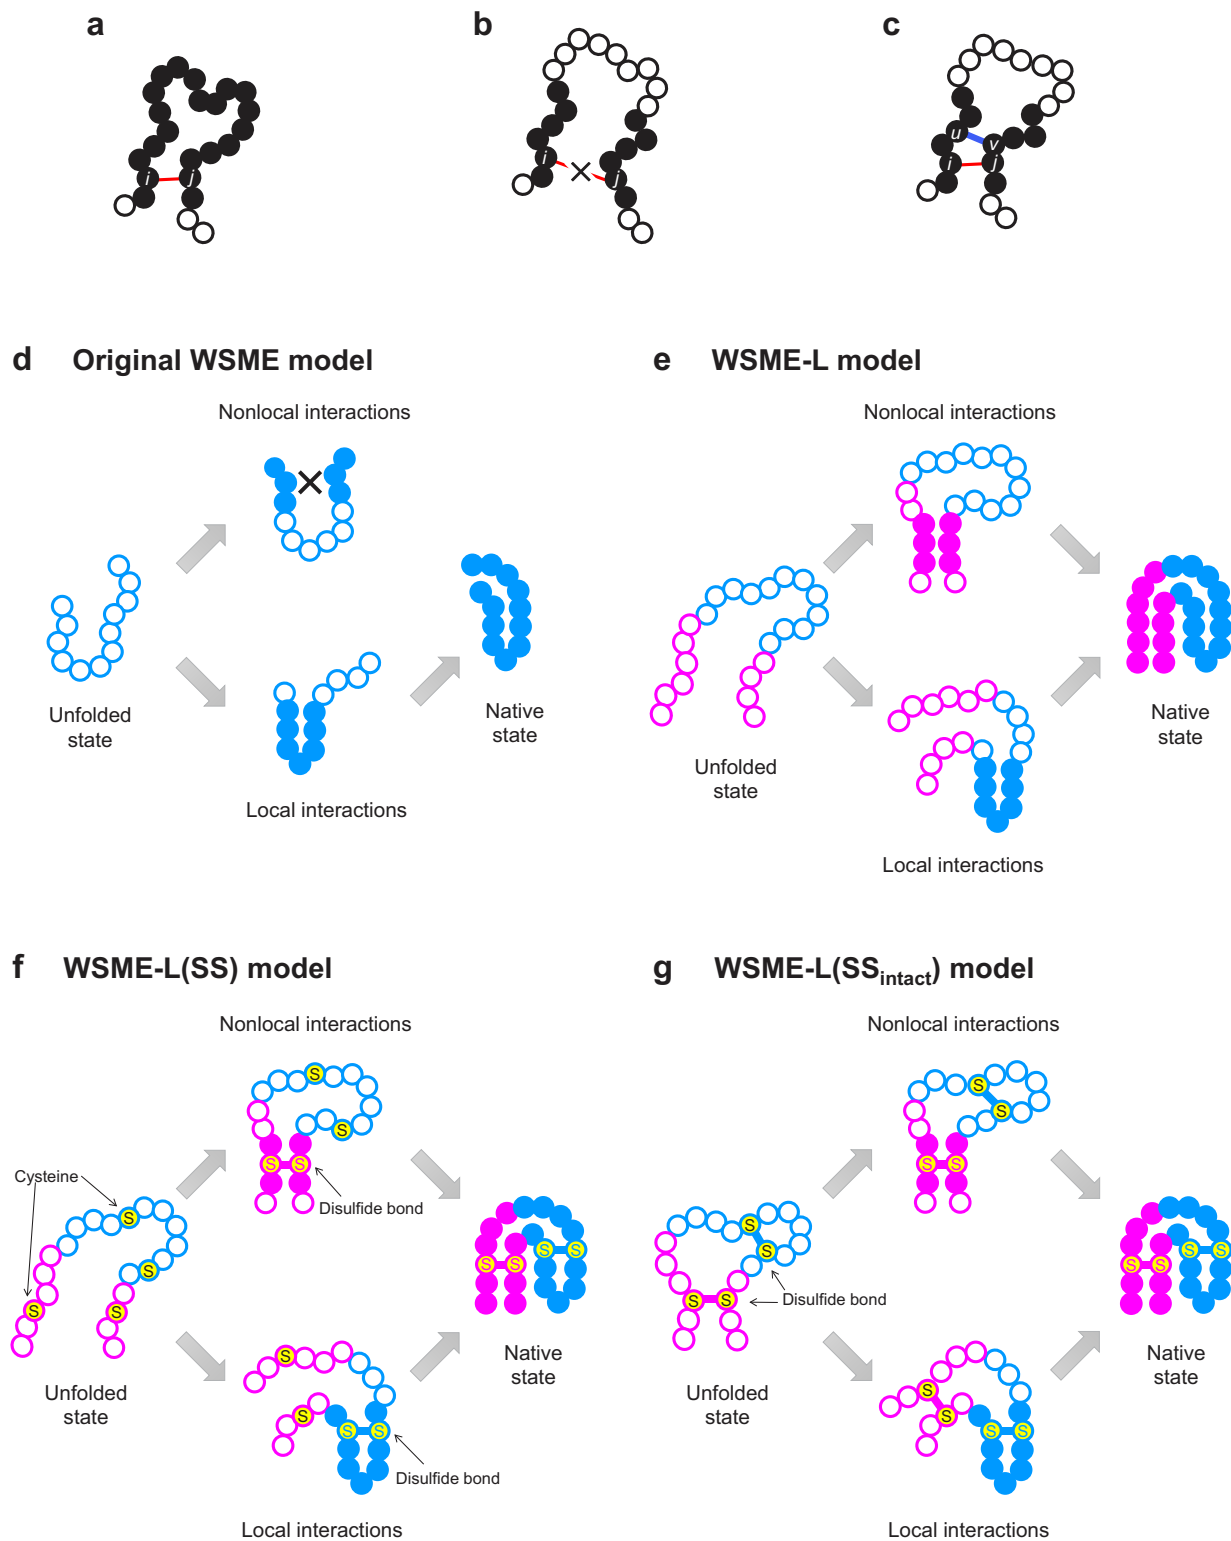 a
b
c
i
j
i
j
u
v
i
j
d Original WSME model
Nonlocal interactions
Unfolded
state
Native
state
Local interactions
e WSME-L model
Nonlocal interactions
Unfolded
state
Native
state
Local interactions
f WSME-L(SS) model
Nonlocal interactions
S
S
S S
Cysteine
Disulfide bond
S
S
S
S
S S
S S
S
S
S S
Unfolded
state
Native
state
Disulfide bond
Local interactions
g WSME-L(SSintact) model
Nonlocal interactions
S
S
S S
S
S
S S
Disulfide bond
S S
S S
S
S
S S
Unfolded
state
Native
state
Local interactions